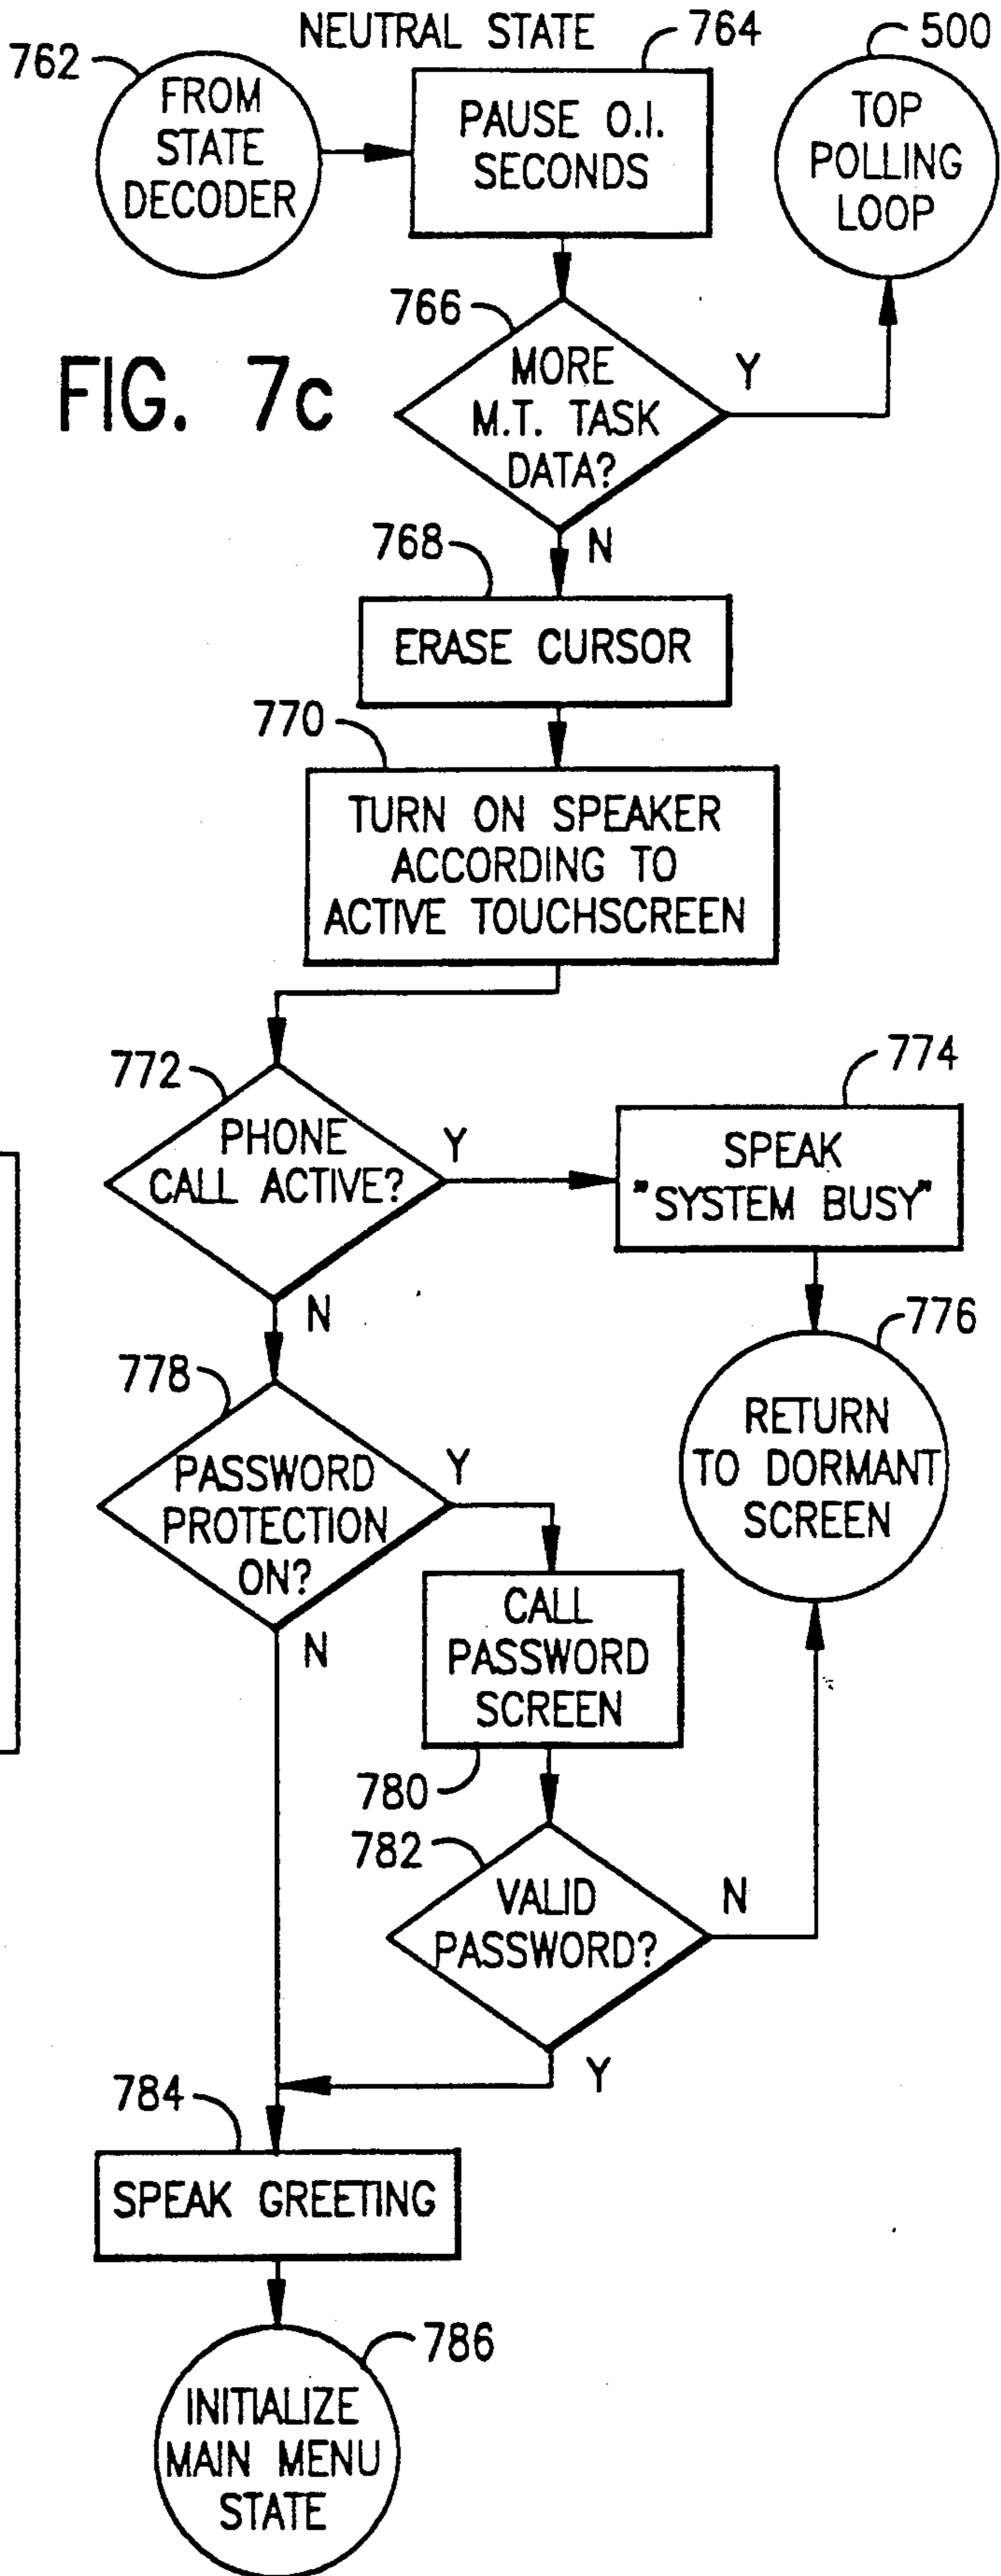 NEUTRAL STATE
762
FROM
STATE
DECODER
764
PAUSE O.I.
SECONDS
500
TOP
POLLING
LOOP
FIG. 7c
766
MORE
M.T. TASK
DATA?
Y
N
768
ERASE CURSOR
770
TURN ON SPEAKER
ACCORDING TO
ACTIVE TOUCHSCREEN
772
PHONE
CALL ACTIVE?
Y
N
774
SPEAK
"SYSTEM BUSY"
776
RETURN
TO DORMANT
SCREEN
778
PASSWORD
PROTECTION
ON?
Y
N
CALL
PASSWORD
SCREEN
780
782
VALID
PASSWORD?
N
Y
784
SPEAK GREETING
786
INITIALIZE
MAIN MENU
STATE